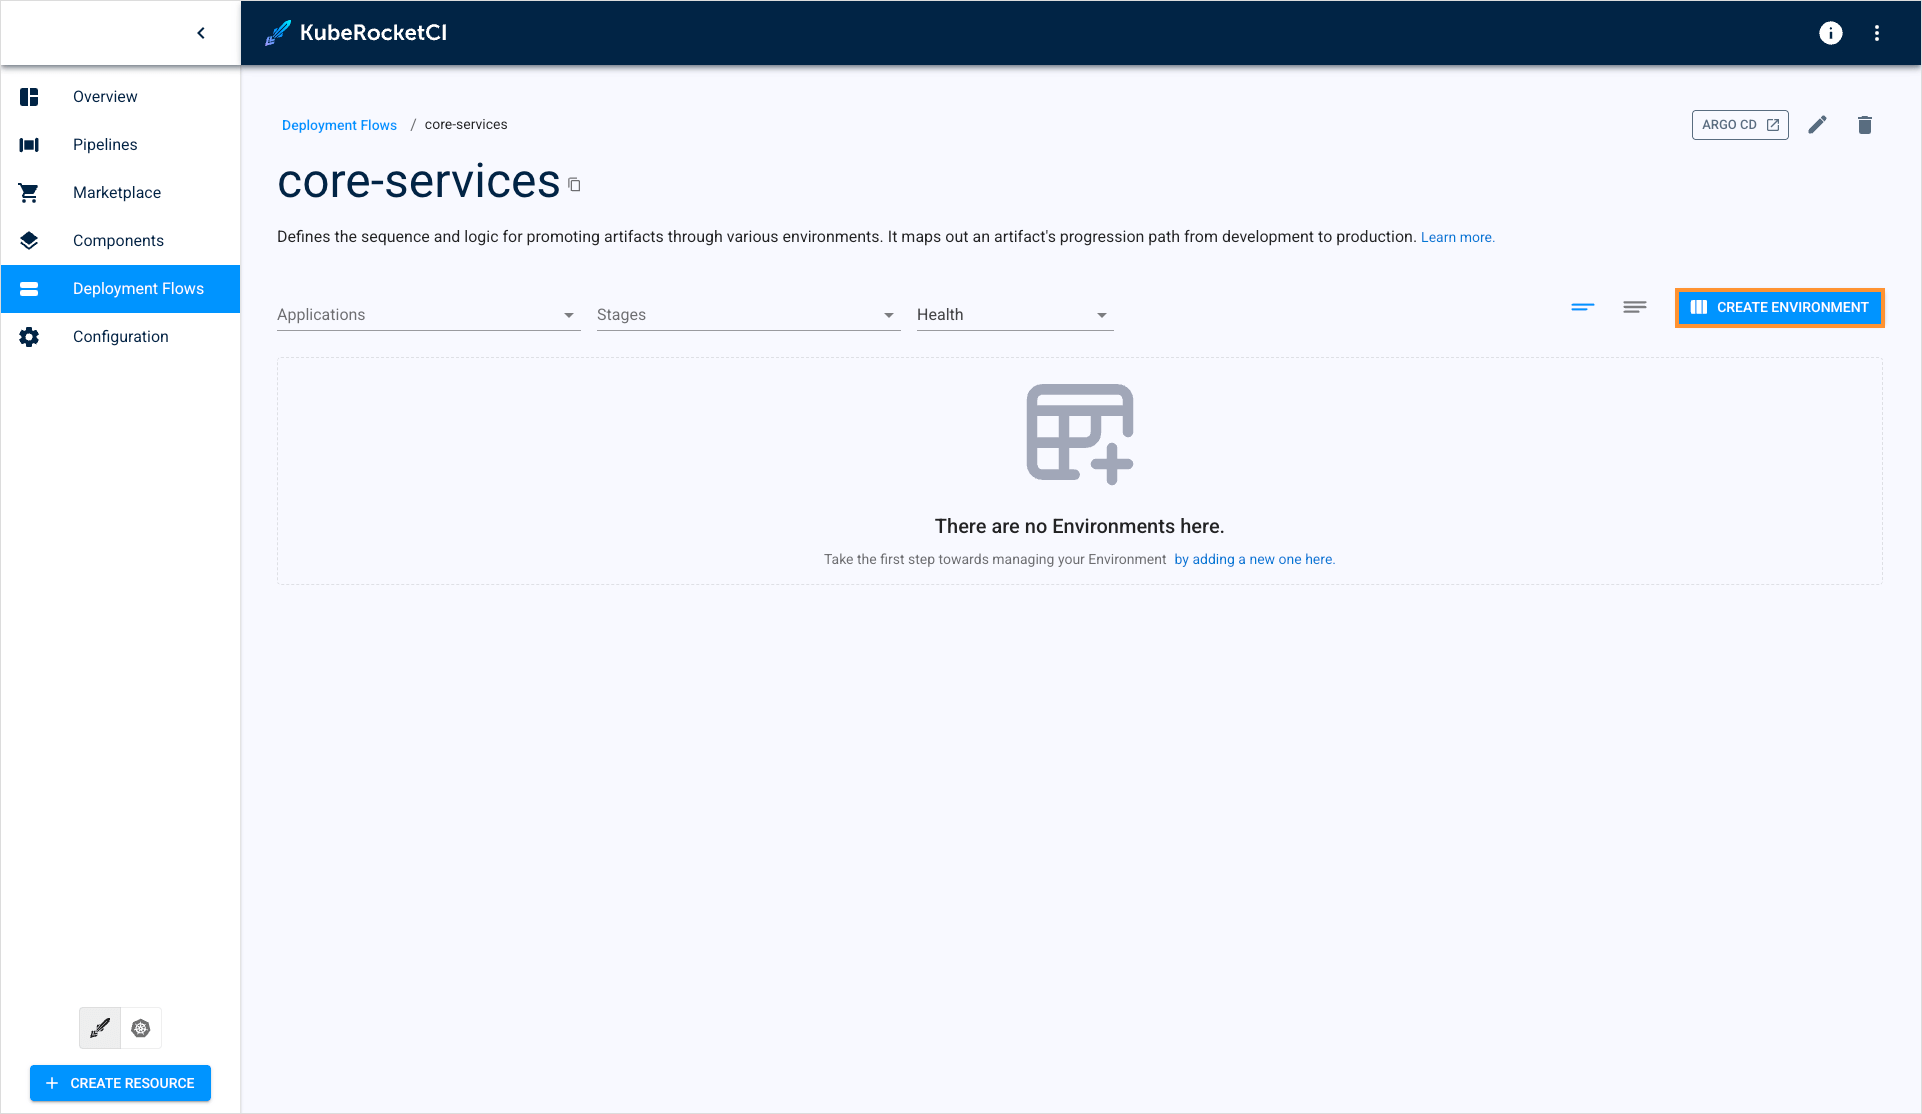 KubeRocketCI
Overview
Pipelines
Marketplace
Components
Deployment Flows
Configuration
Deployment Flows / core-services
ARGO CD
core-services
Defines the sequence and logic for promoting artifacts through various environments. It maps out an artifact's progression path from development to production. Learn more.
Applications
Stages
Health
CREATE ENVIRONMENT
There are no Environments here.
Take the first step towards managing your Environment by adding a new one here.
+ CREATE RESOURCE